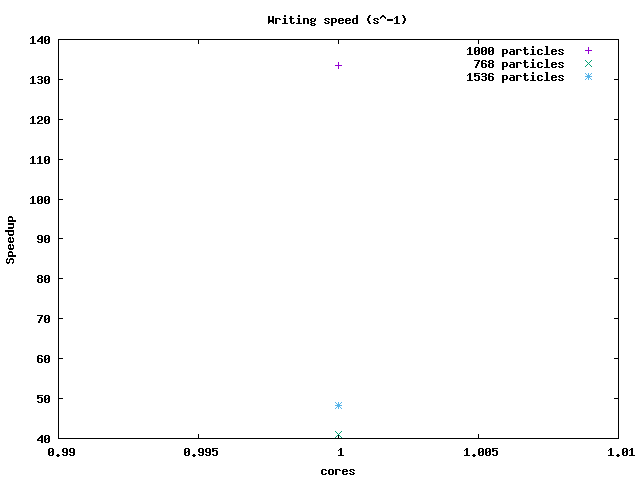 Writing speed (s^-1)
140
130
120
110
100
90
80
70
60
50
40
Speedup
1000 particles
768 particles
1536 particles
0.99 0.995 1 1.005 1.01
cores